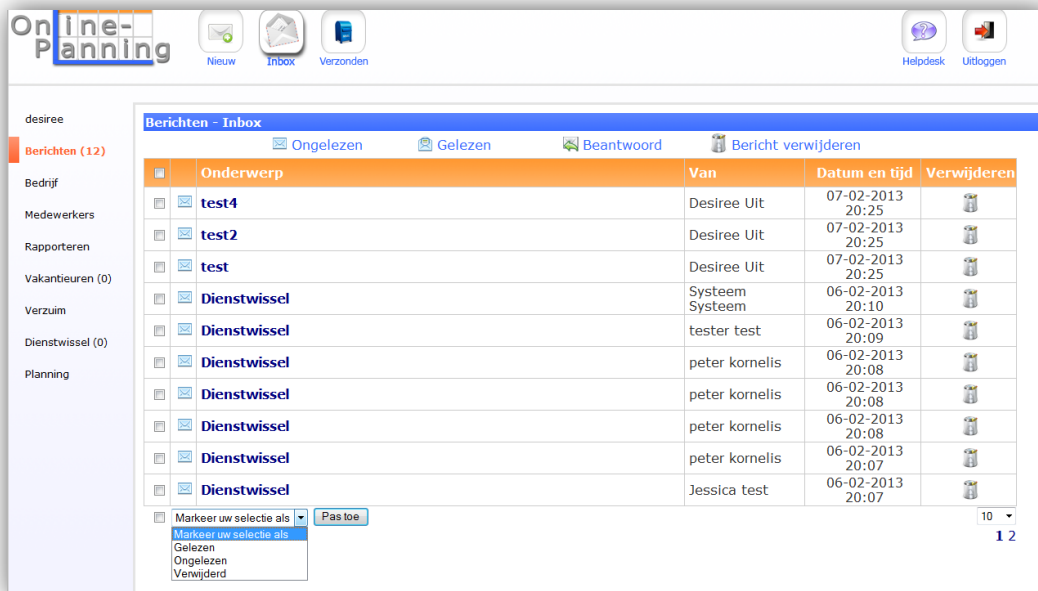 Online-
Planning
Nieuw Inbox Verzonden Helpdesk Uitloggen
desiree
Berichten (12)
Bedrijf
Medewerkers
Rapporteren
Vakantieuren (0)
Verzuim
Dienstwissel (0)
Planning
Berichten - Inbox
Ongelezen Gelezen Beantwoord Bericht verwijderen
Onderwerp Van Datum en tijd Verwijderen
test4 Desiree Uit 07-02-2013 20:25
test2 Desiree Uit 07-02-2013 20:25
test Desiree Uit 07-02-2013 20:25
Dienstwissel Systeem Systeem 06-02-2013 20:10
Dienstwissel tester test 06-02-2013 20:09
Dienstwissel peter kornelis 06-02-2013 20:08
Dienstwissel peter kornelis 06-02-2013 20:08
Dienstwissel peter kornelis 06-02-2013 20:08
Dienstwissel peter kornelis 06-02-2013 20:07
Dienstwissel Jessica test 06-02-2013 20:07
Markeer uw selectie als Pas toe 10
Markeer uw selectie als
Gelezen
Ongelezen
Verwijderd
1 2